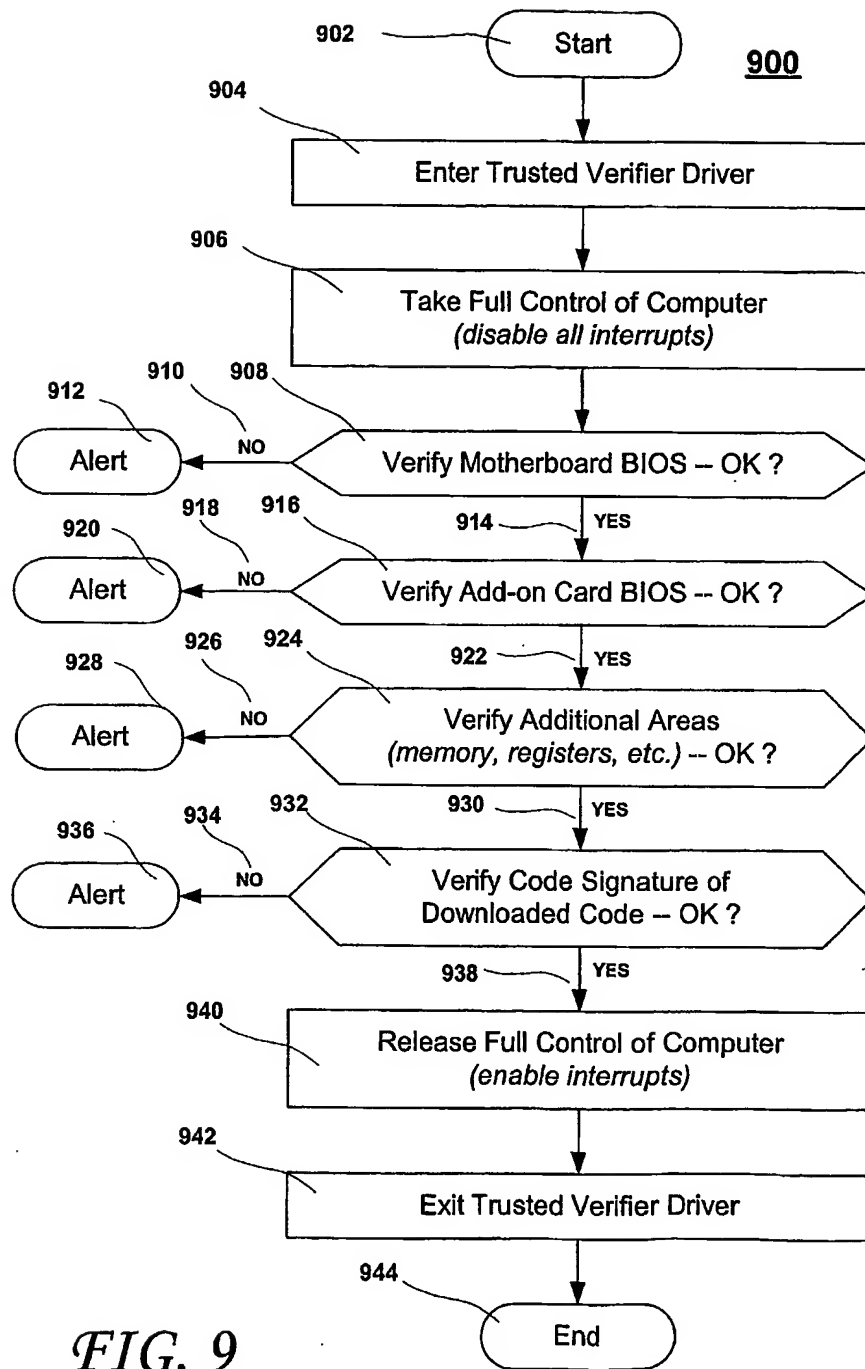 902
Start
900
904
Enter Trusted Verifier Driver
906
Take Full Control of Computer
(disable all interrupts)
910
908
912
Alert
NO
Verify Motherboard BIOS -- OK ?
914
YES
918
916
920
Alert
NO
Verify Add-on Card BIOS -- OK ?
922
YES
926
924
928
Alert
NO
Verify Additional Areas
(memory, registers, etc.) -- OK ?
930
YES
934
932
936
Alert
NO
Verify Code Signature of
Downloaded Code -- OK ?
938
YES
940
Release Full Control of Computer
(enable interrupts)
942
Exit Trusted Verifier Driver
944
End
FIG. 9